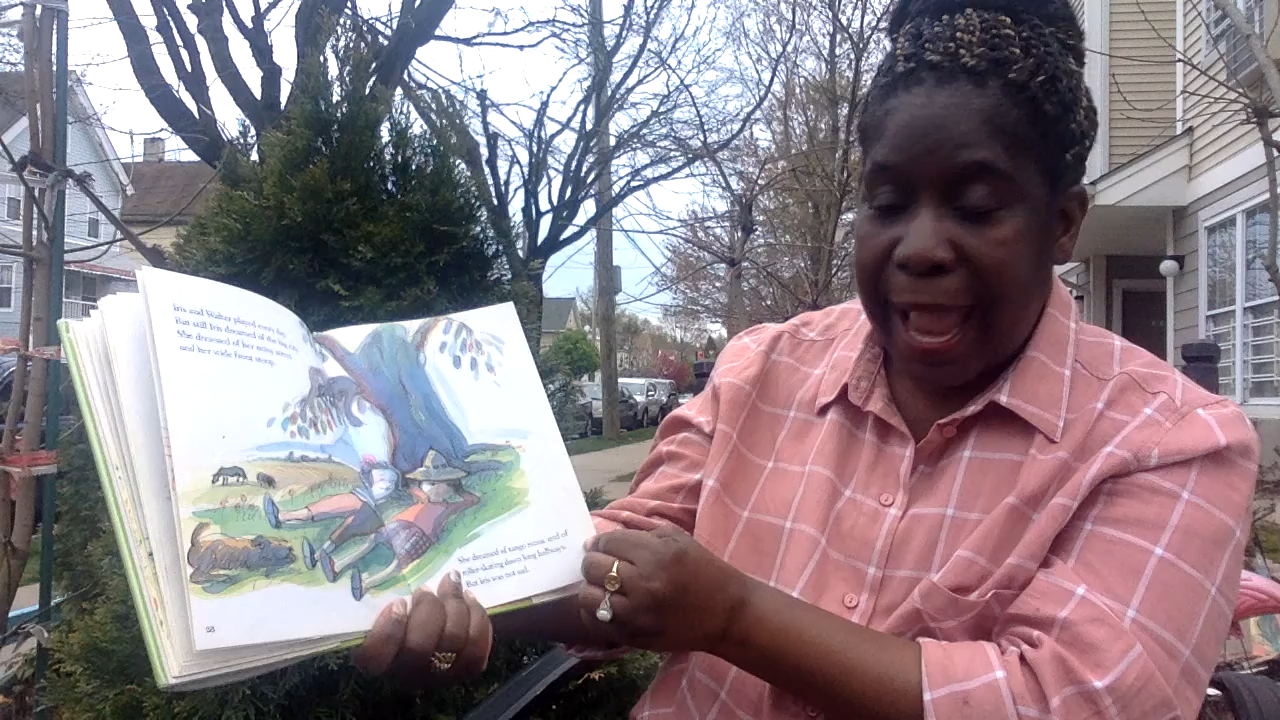 Iris and Walter played every day.
But still Iris dreamed of the big city.
She dreamed of her noisy street
and her wide front stoop.
She dreamed of tango music and of
roller-skating down long hallways.
But Iris was not sad.
28